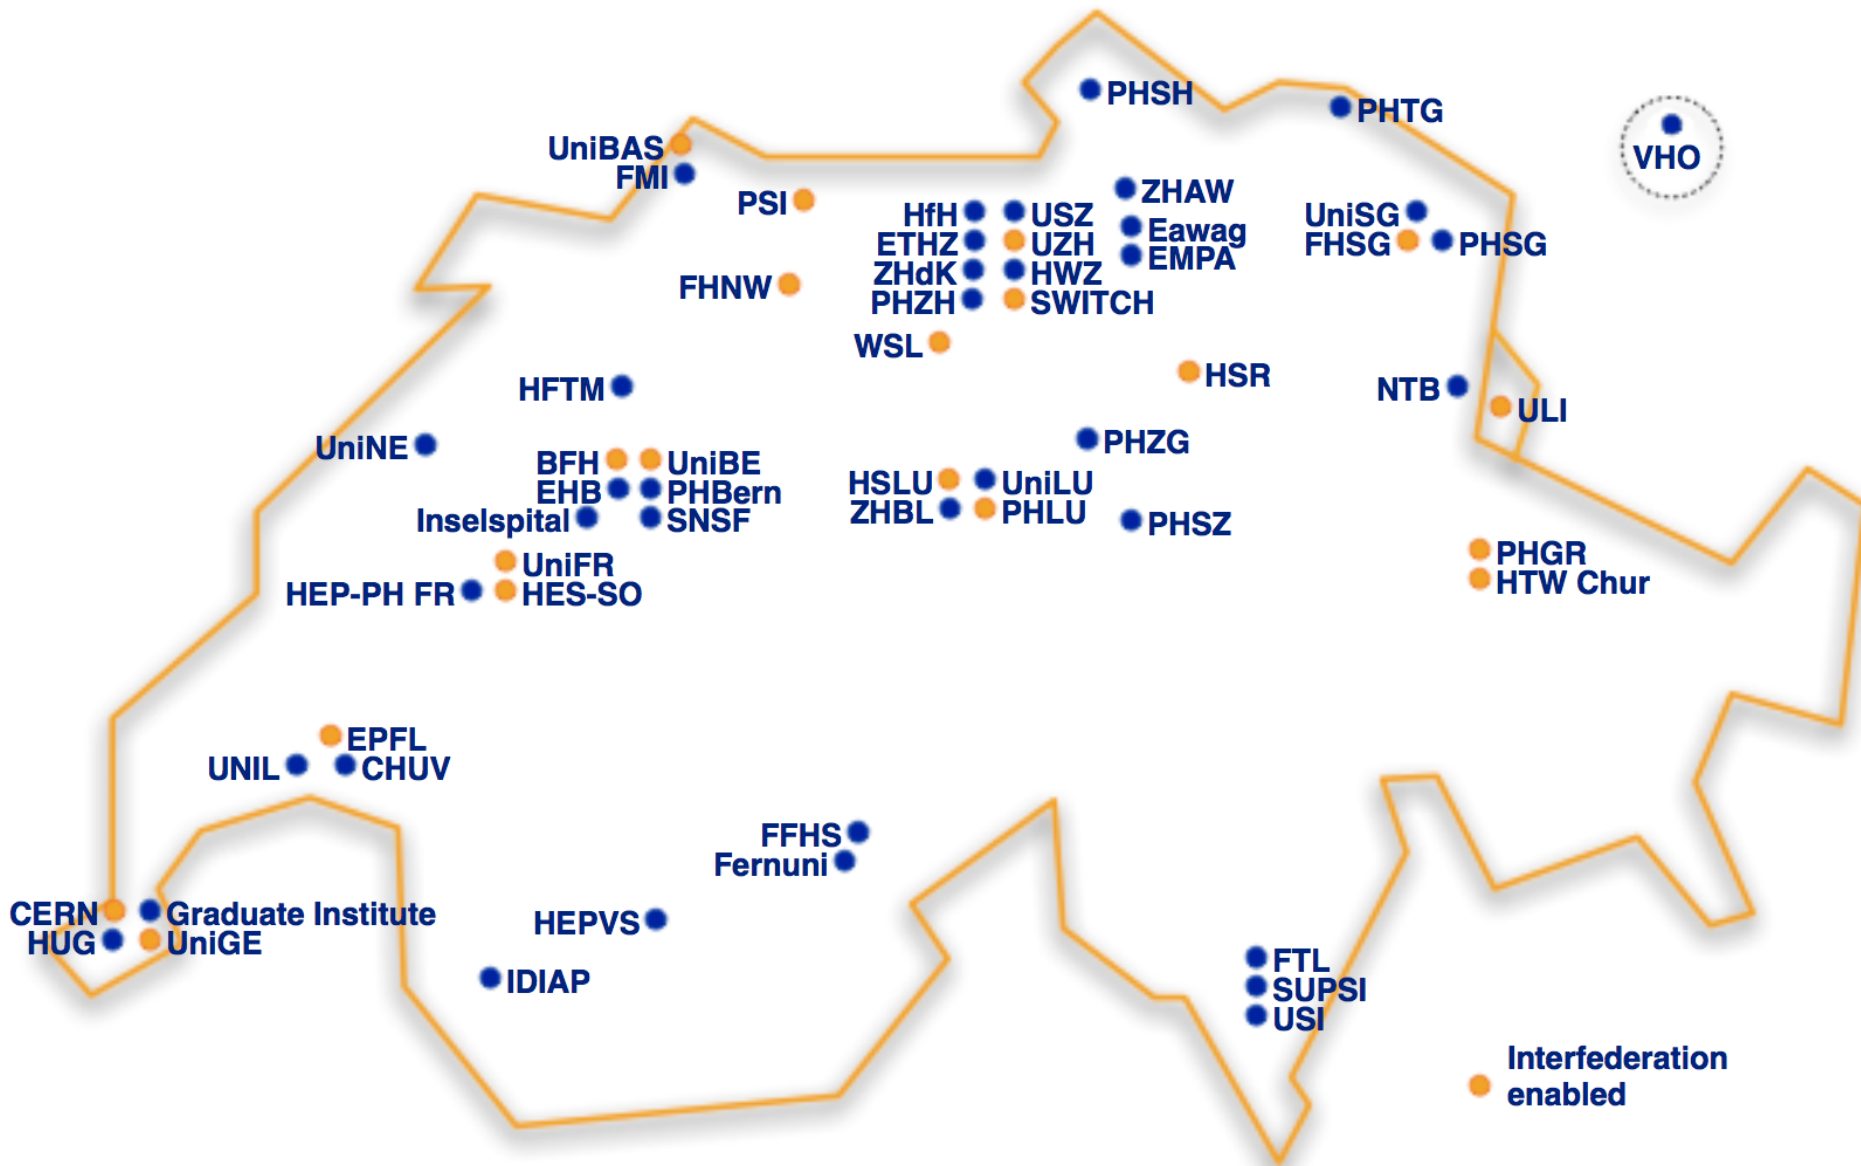 PHSH
PHTG
UniBAS
VHO
FMI
PSI
ZHAW
HfH
USZ
UniSG
Eawag
ETHZ
UZH
FHSG
PHSG
EMPA
ZHdK
HWZ
FHNW
PHZH
SWITCH
WSL
HSR
HFTM
NTB
ULI
UniNE
PHZG
BFH
UniBE
HSLU
UniLU
EHB
PHBern
ZHBL
PHLU
Inselspital
SNSF
PHSZ
PHGR
UniFR
HTW Chur
HEP-PH FR
HES-SO
EPFL
UNIL
CHUV
FFHS
Fernuni
CERN
Graduate Institute
HEPVS
HUG
UniGE
FTL
IDIAP
SUPSI
USI
Interfederation
enabled